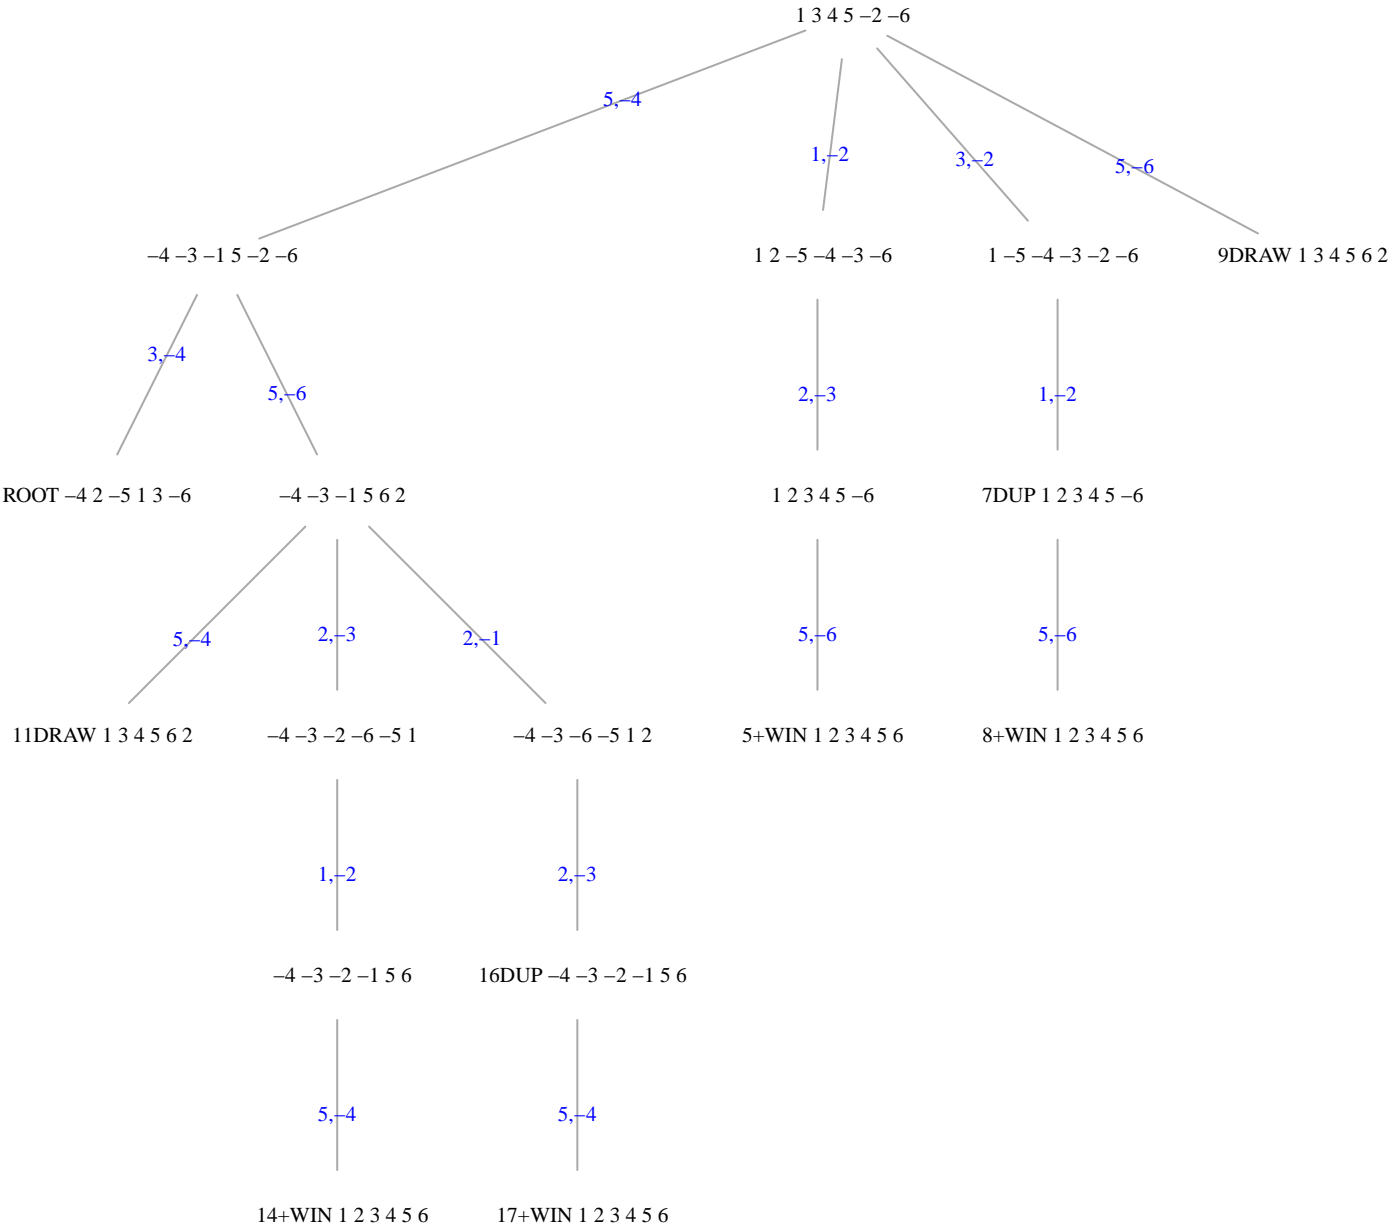 1 3 4 5 −2 −6
5,−4
1,−2
3,−2
5,−6
−4 −3 −1 5 −2 −6
1 2 −5 −4 −3 −6
1 −5 −4 −3 −2 −6
9DRAW 1 3 4 5 6 2
3,−4
5,−6
2,−3
1,−2
ROOT −4 2 −5 1 3 −6
−4 −3 −1 5 6 2
1 2 3 4 5 −6
7DUP 1 2 3 4 5 −6
5,−4
2,−3
2,−1
5,−6
5,−6
11DRAW 1 3 4 5 6 2
−4 −3 −2 −6 −5 1
−4 −3 −6 −5 1 2
5+WIN 1 2 3 4 5 6
8+WIN 1 2 3 4 5 6
1,−2
2,−3
−4 −3 −2 −1 5 6
16DUP −4 −3 −2 −1 5 6
5,−4
5,−4
14+WIN 1 2 3 4 5 6
17+WIN 1 2 3 4 5 6